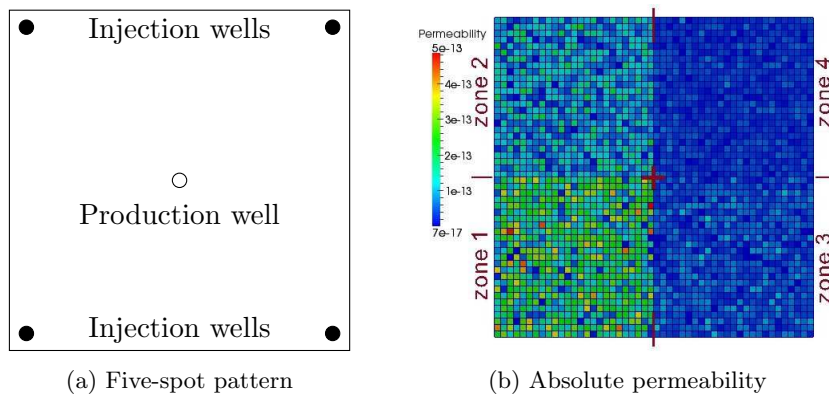 Injection wells
Production well
Injection wells
(a) Five-spot pattern
Permeability
5e-13
4e-13
3e-13
2e-13
1e-13
7e-17
zone 2
zone 4
zone 1
zone 3
(b) Absolute permeability